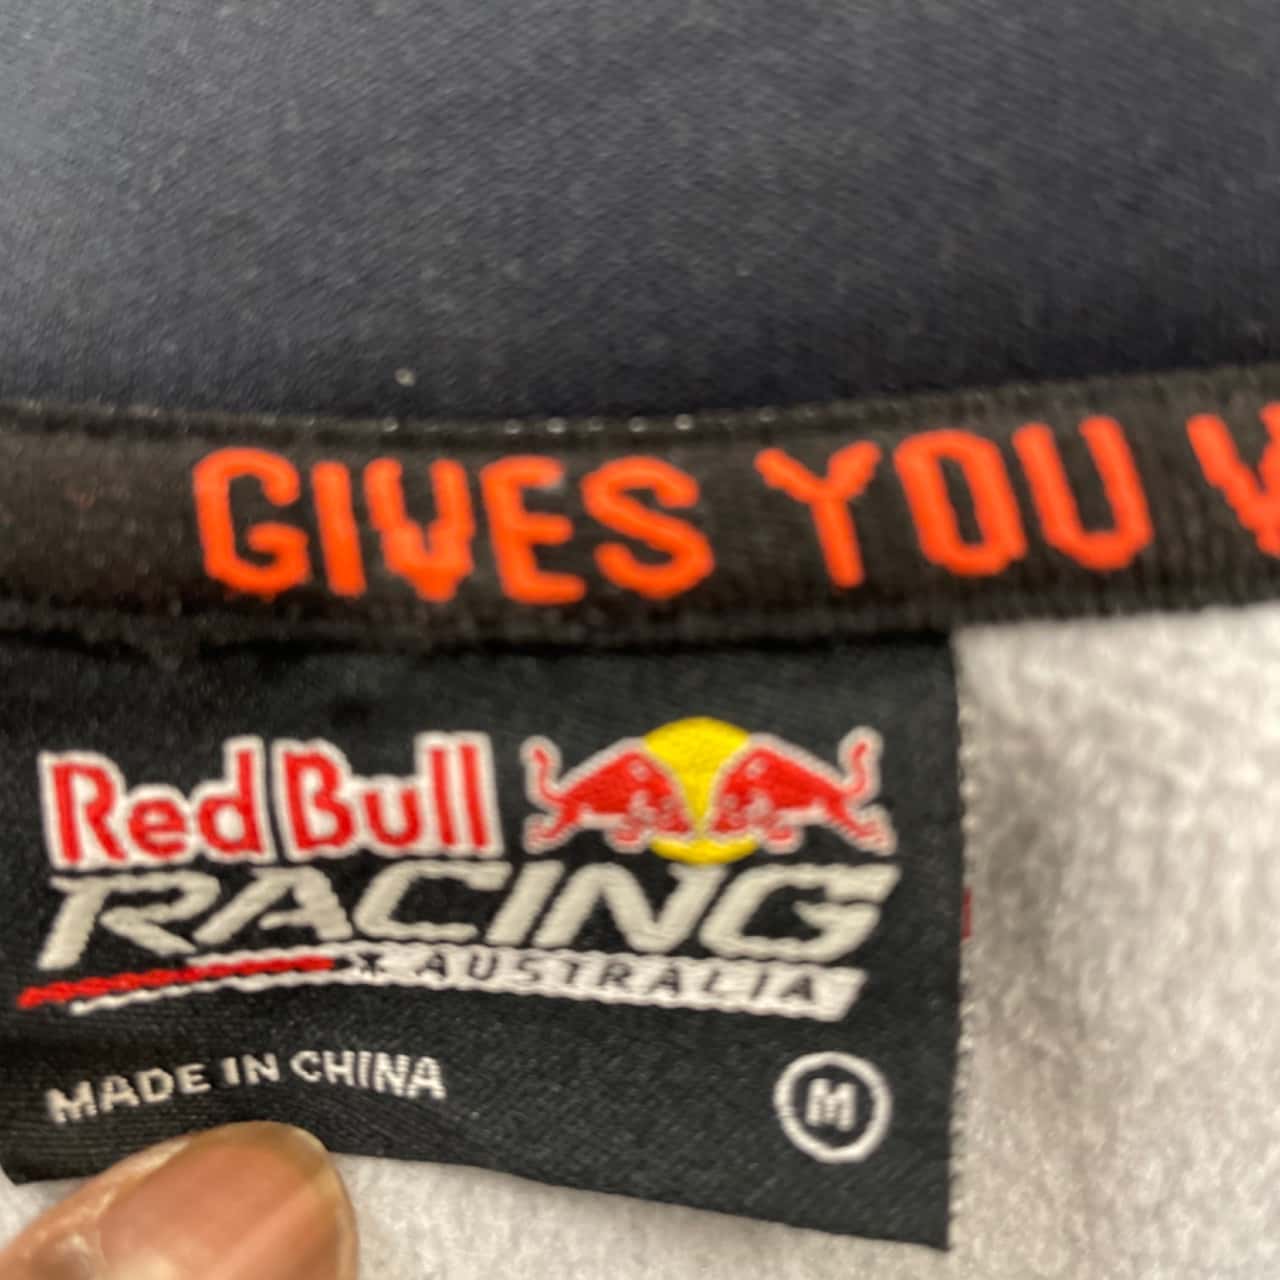 GIVES YOU
Red Bull
RACING
AUSTRALIA
MADE IN CHINA
M